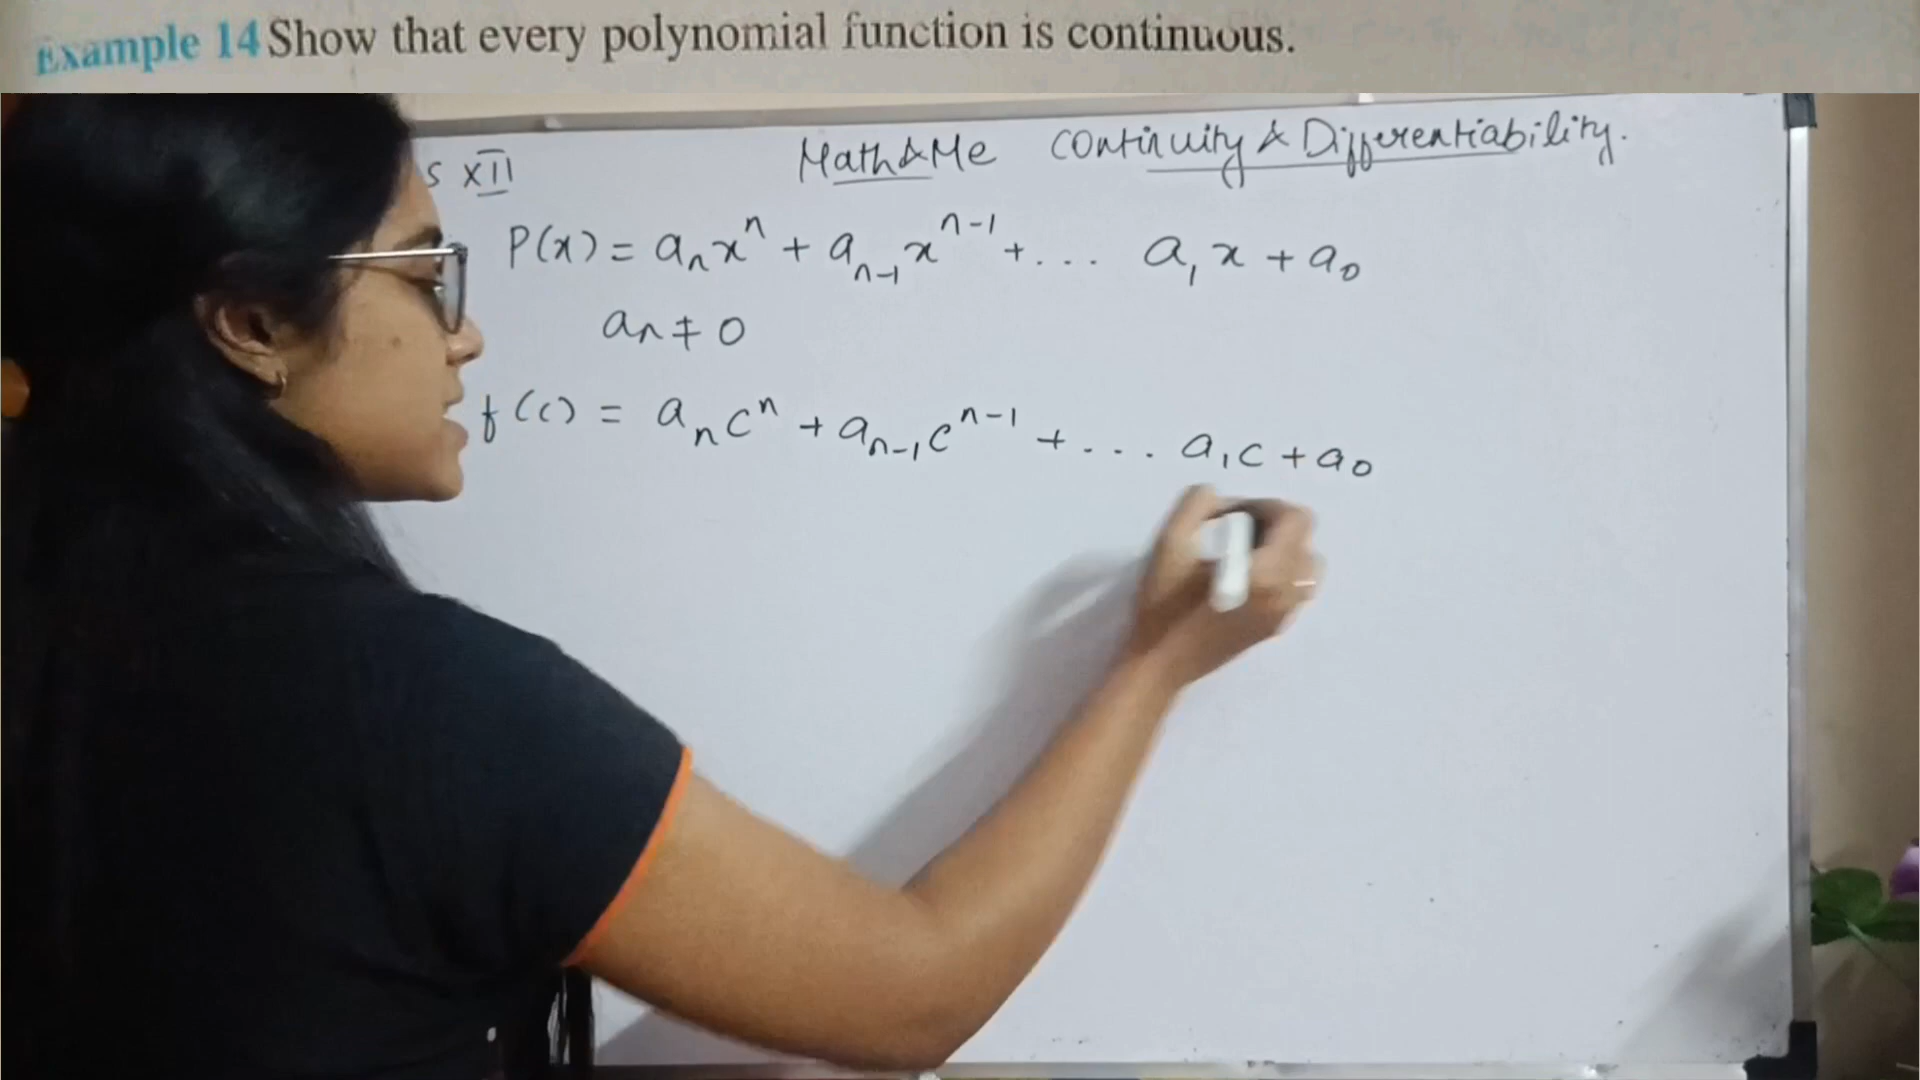 Example 14 Show that every polynomial function is continuous.
s XII Math&Me Continuity & Differentiability.
P(x) = aₙxⁿ + aₙ₋₁xⁿ⁻¹ + ... a₁x + a₀
aₙ ≠ 0
f(c) = aₙcⁿ + aₙ₋₁cⁿ⁻¹ + ... a₁c + a₀